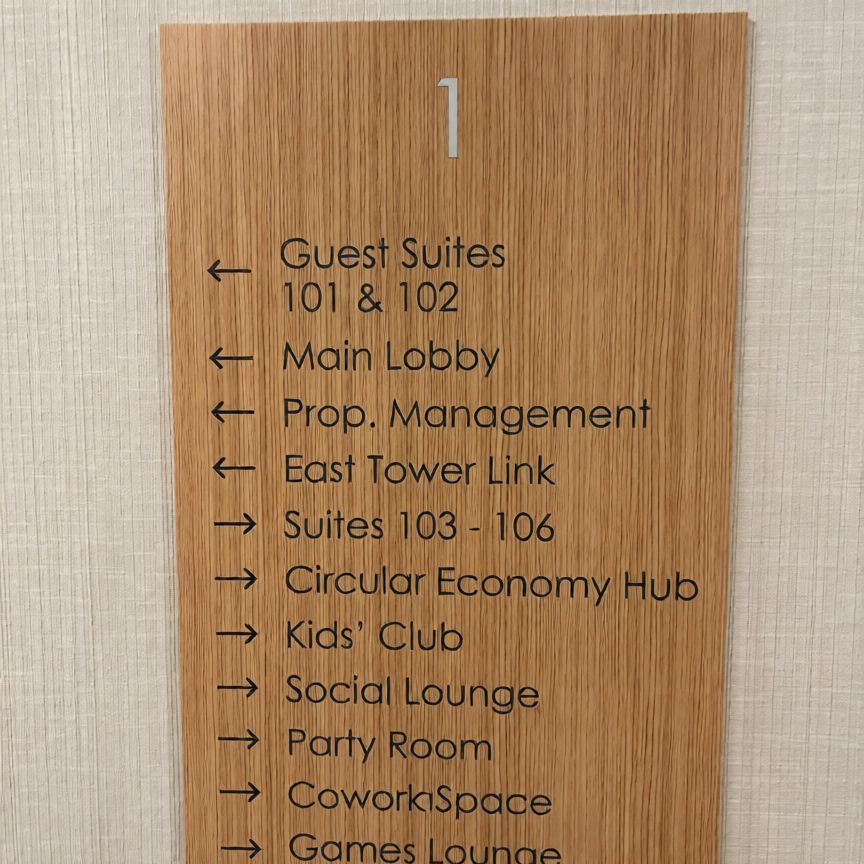 1
← Guest Suites
101 & 102
← Main Lobby
← Prop. Management
← East Tower Link
→ Suites 103 - 106
→ Circular Economy Hub
→ Kids’ Club
→ Social Lounge
→ Party Room
→ CoworkıSpace
→ Games Lounge